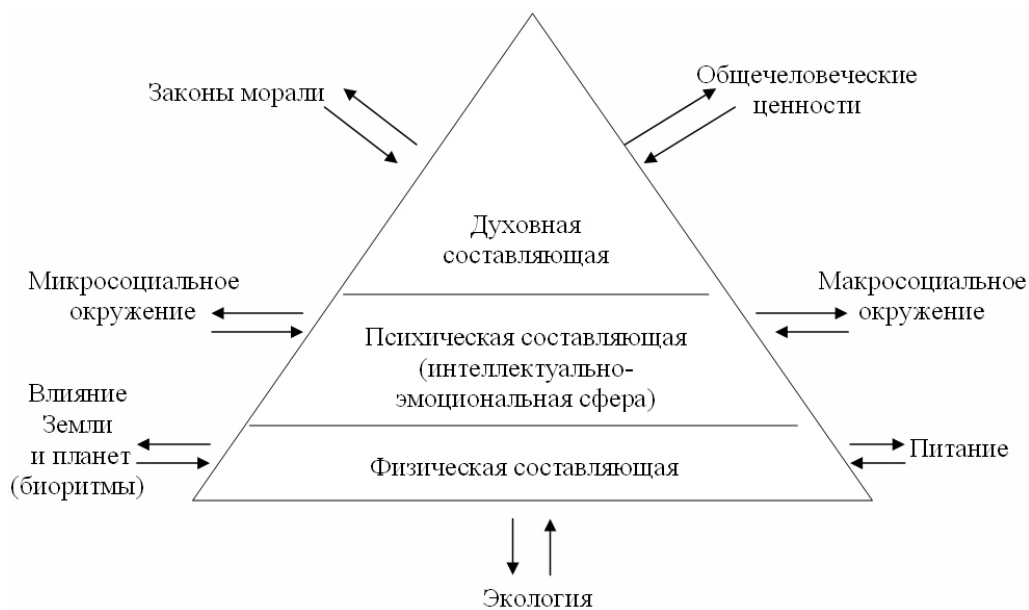 Законы морали
Общечеловеческие
ценности
Духовная
составляющая
Микросоциальное
окружение
Макросоциальное
окружение
Психическая составляющая
(интеллектуально-
эмоциональная сфера)
Влияние
Земли
и планет
(биоритмы)
Физическая составляющая
Питание
Экология